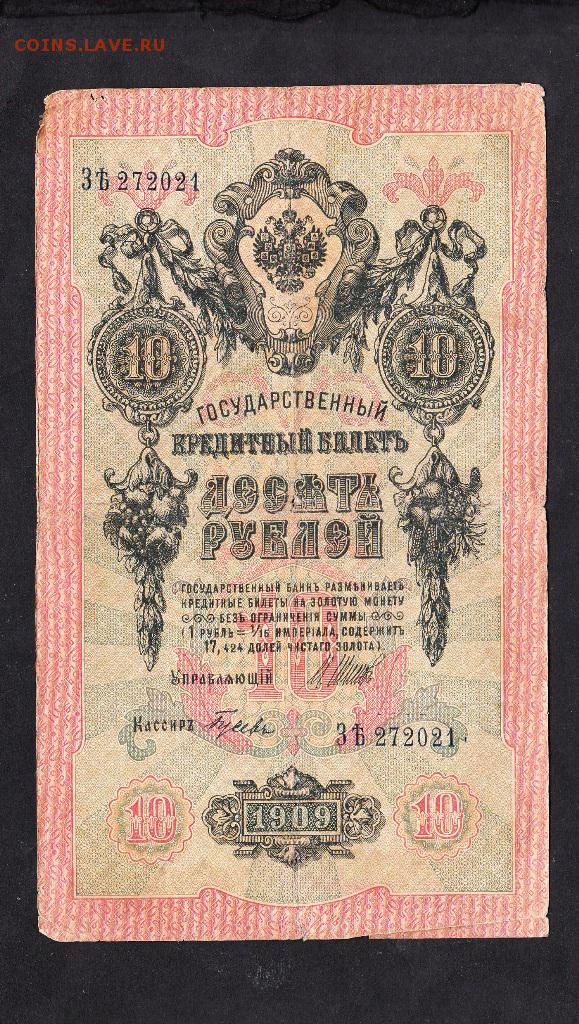 COINS.LAVE.RU
ЗѢ 272021
10 10
ГОСУДАРСТВЕННЫЙ
КРЕДИТНЫЙ БИЛЕТЪ
ДЕСЯТЬ
РУБЛЕЙ
ГОСУДАРСТВЕННЫЙ БАНКЪ РАЗМѢНИВАЕТЪ
КРЕДИТНЫЕ БИЛЕТЫ НА ЗОЛОТУЮ МОНЕТУ
БЕЗЪ ОГРАНИЧЕНІЯ СУММЫ
(1 РУБЛЬ = 1/15 ИМПЕРІАЛА, СОДЕРЖИТЪ
17,424 ДОЛЕЙ ЧИСТАГО ЗОЛОТА)
10
УПРАВЛЯЮЩІЙ
Кассиръ
ЗѢ 272021
10 1909 10